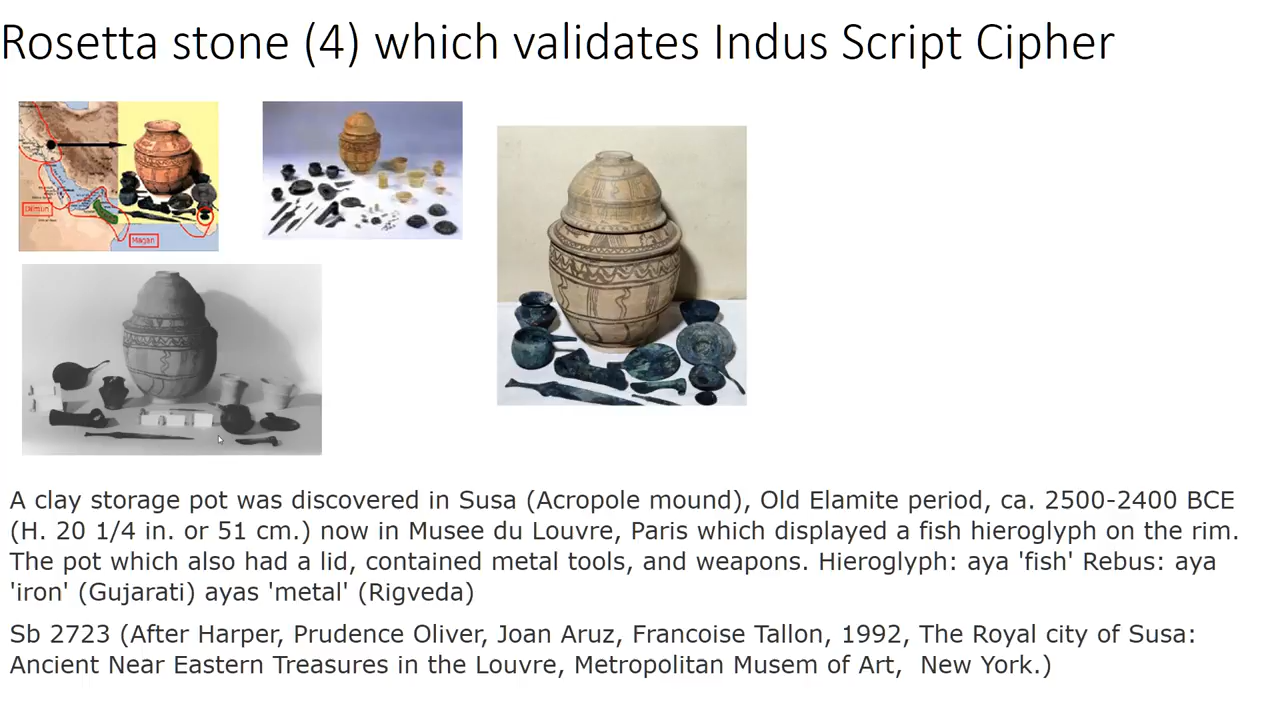 Rosetta stone (4) which validates Indus Script Cipher
Dilmun
Magan
A clay storage pot was discovered in Susa (Acropole mound), Old Elamite period, ca. 2500-2400 BCE
(H. 20 1/4 in. or 51 cm.) now in Musee du Louvre, Paris which displayed a fish hieroglyph on the rim.
The pot which also had a lid, contained metal tools, and weapons. Hieroglyph: aya 'fish' Rebus: aya
'iron' (Gujarati) ayas 'metal' (Rigveda)
Sb 2723 (After Harper, Prudence Oliver, Joan Aruz, Francoise Tallon, 1992, The Royal city of Susa:
Ancient Near Eastern Treasures in the Louvre, Metropolitan Musem of Art,  New York.)